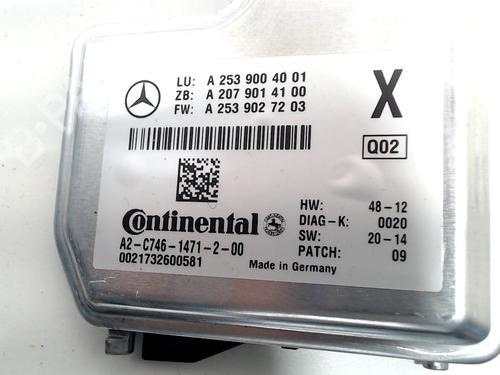 LU: A 253 900 40 01
ZB: A 207 901 41 00
FW: A 253 902 72 03
X
Q02
Continental
A2-C746-1471-2-00
0021732600581
HW: 48-12
DIAG-K: 0020
SW: 20-14
PATCH: 09
Made in Germany